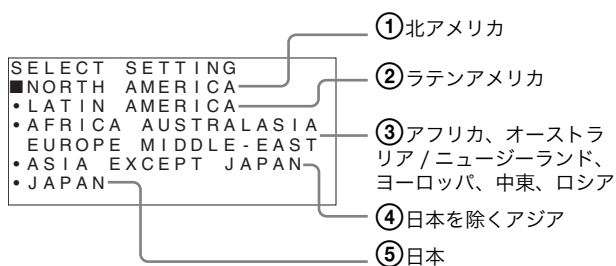 SELECT SETTING
■NORTH AMERICA
•LATIN AMERICA
•AFRICA AUSTRALASIA
EUROPE MIDDLE-EAST
•ASIA EXCEPT JAPAN
•JAPAN
①北アメリカ
②ラテンアメリカ
③アフリカ、オーストラ
リア / ニュージーランド、
ヨーロッパ、中東、ロシア
④日本を除くアジア
⑤日本